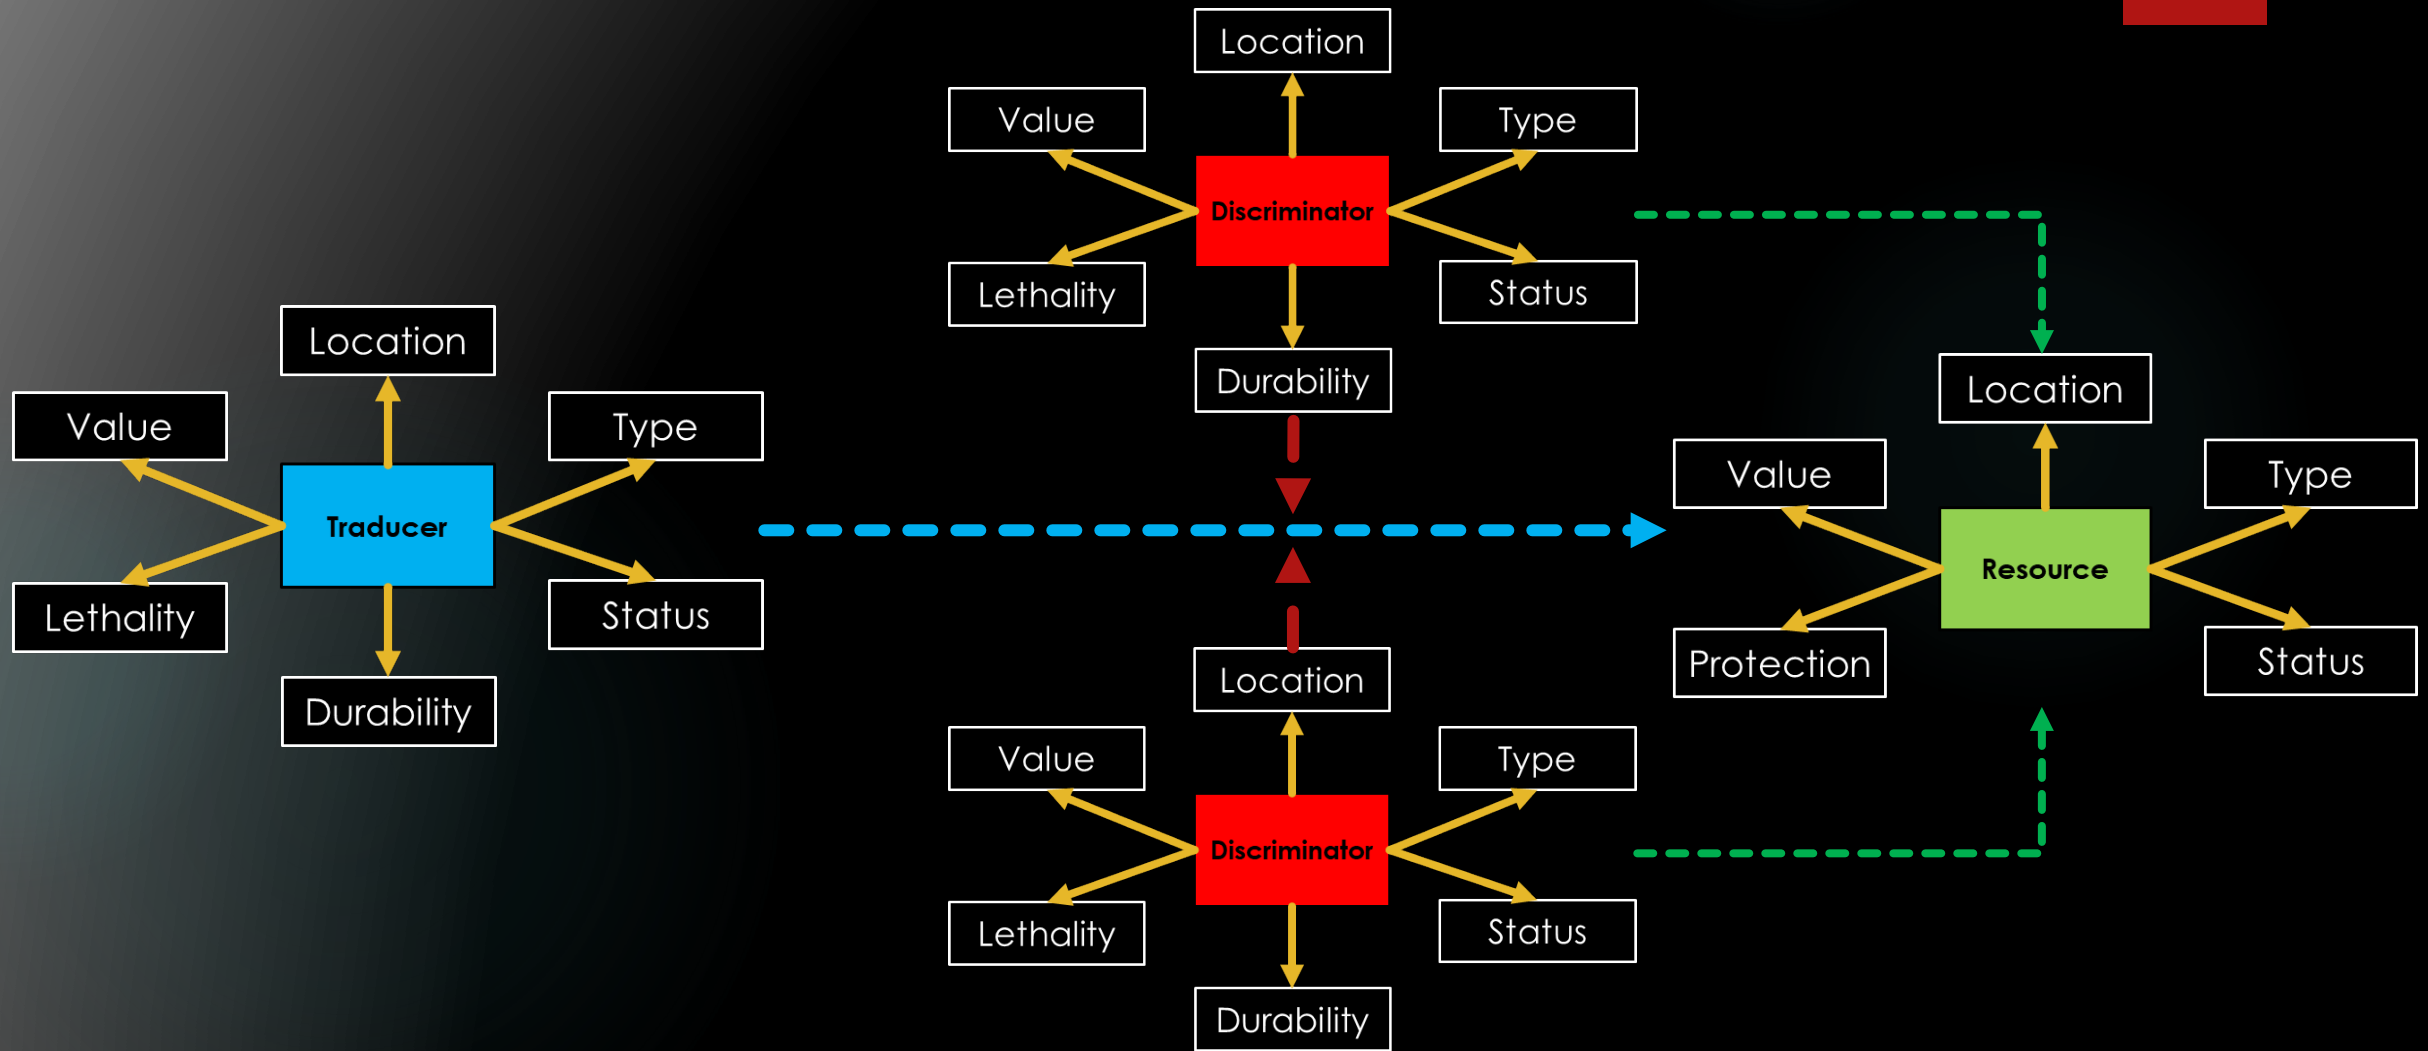 Location
Value
Type
Discriminator
Lethality
Status
Durability
Location
Value
Type
Traducer
Lethality
Status
Durability
Location
Value
Type
Resource
Protection
Status
Location
Value
Type
Discriminator
Lethality
Status
Durability